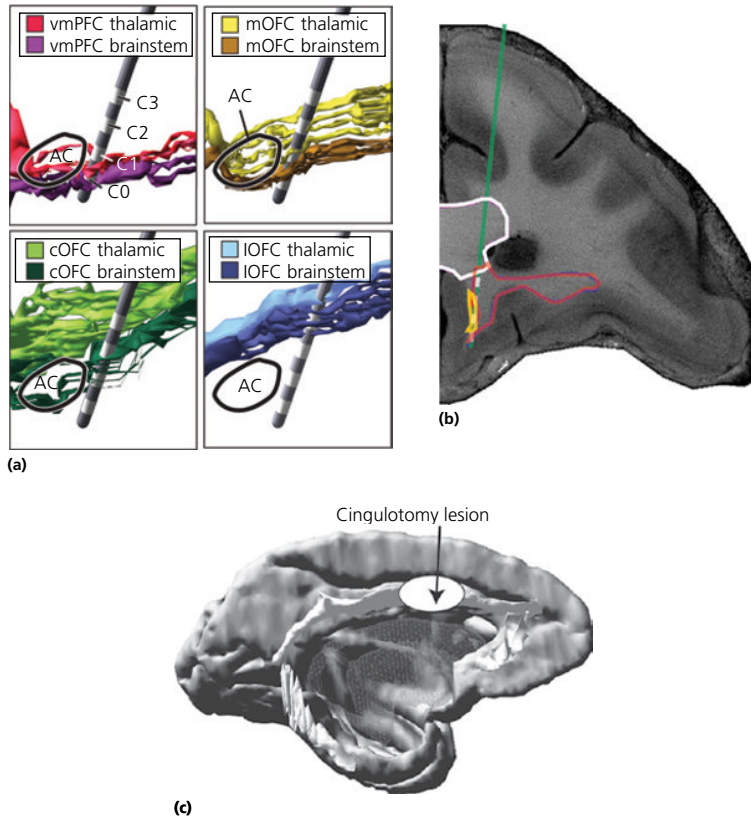 vmPFC thalamic
vmPFC brainstem
C3
C2
AC
C1
C0
mOFC thalamic
mOFC brainstem
AC
cOFC thalamic
cOFC brainstem
AC
lOFC thalamic
lOFC brainstem
AC
(a)
(b)
Cingulotomy lesion
(c)